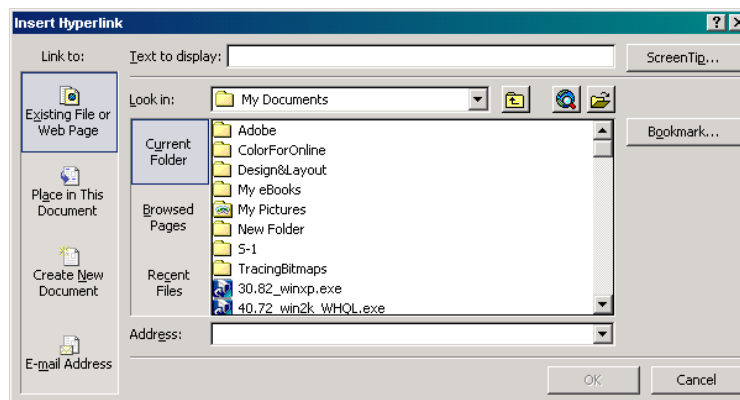 Insert Hyperlink
Link to:
Text to display:
ScreenTip...
Existing File or
Web Page
Place in This
Document
Create New
Document
E-mail Address
Look in:
My Documents
Current
Folder
Browsed
Pages
Recent
Files
Adobe
ColorForOnline
Design&Layout
My eBooks
My Pictures
New Folder
S-1
TracingBitmaps
30.82_winxp.exe
40.72_win2k_WHQL.exe
Bookmark...
Address:
OK
Cancel